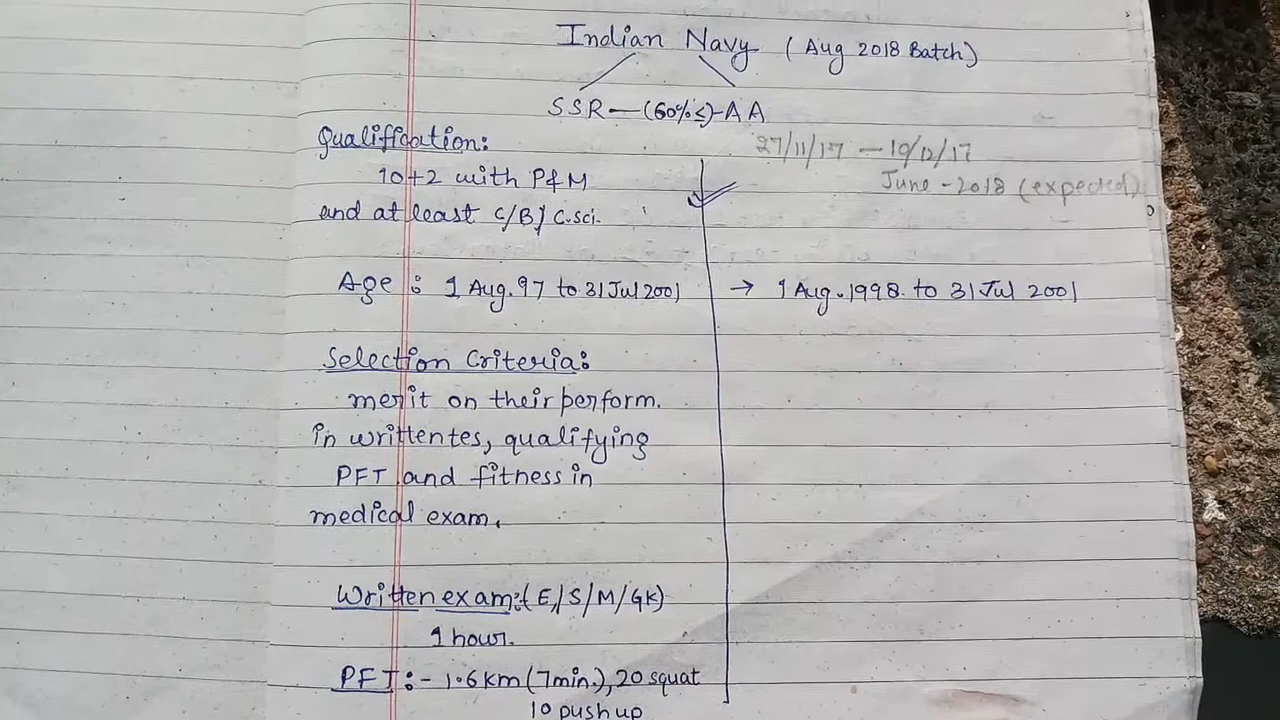 Indian Navy ( Aug 2018 Batch)
SSR — (60%≤)-AA
27/11/17 — 10/12/17
June - 2018 (expected)
Qualification:
10+2 with P&M
and at least C/B/C.sci.
Age : 1 Aug. 97 to 31 Jul 2001 → 1 Aug. 1998. to 31 Jul 2001
Selection Criteria:
merit on their perform.
in writtentes, qualifying
PFT and fitness in
medical exam.
Written exam:( E/S/M/GK)
1 hour.
PFT :- 1.6 km (7min.), 20 squat
10 push up